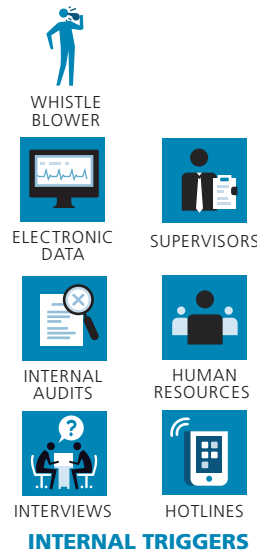 WHISTLE
BLOWER
ELECTRONIC
DATA
SUPERVISORS
INTERNAL
AUDITS
HUMAN
RESOURCES
?
INTERVIEWS
HOTLINES
INTERNAL TRIGGERS